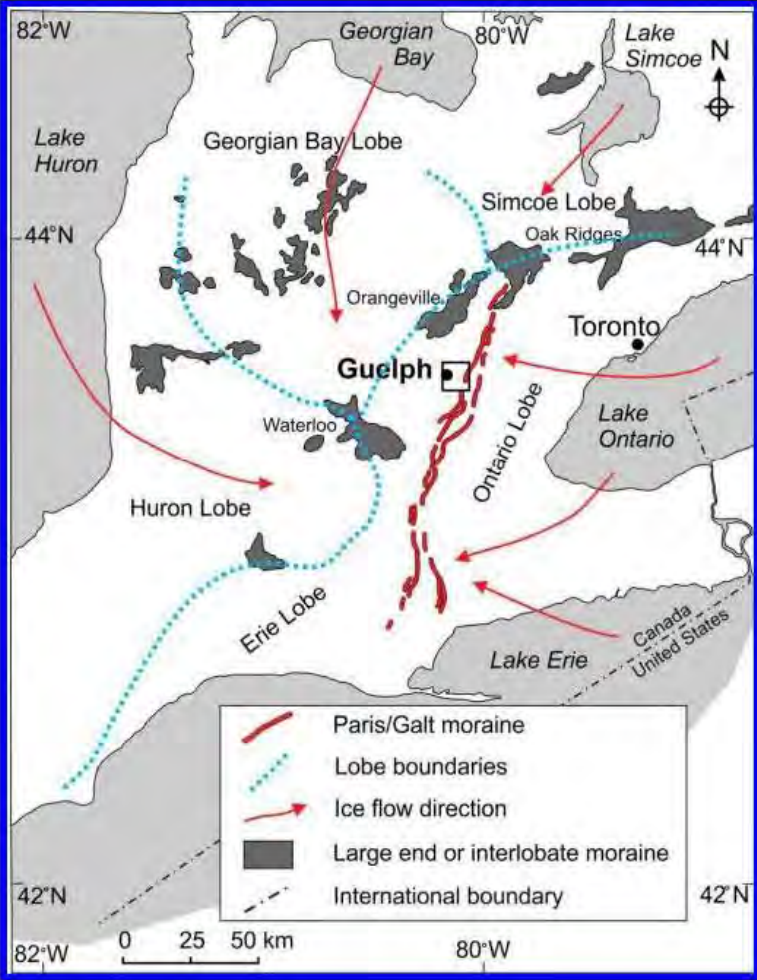 82°W
Georgian
Bay
80°W
Lake
Simcoe
N
Lake
Huron
Georgian Bay Lobe
Simcoe Lobe
Oak Ridges
44°N
44°N
Orangeville
Toronto
Guelph
Waterloo
Lake
Ontario
Ontario Lobe
Huron Lobe
Erie Lobe
Lake Erie
Canada
United States
Paris/Galt moraine
Lobe boundaries
Ice flow direction
Large end or interlobate moraine
International boundary
42°N
42°N
0 25 50 km
82°W
80°W